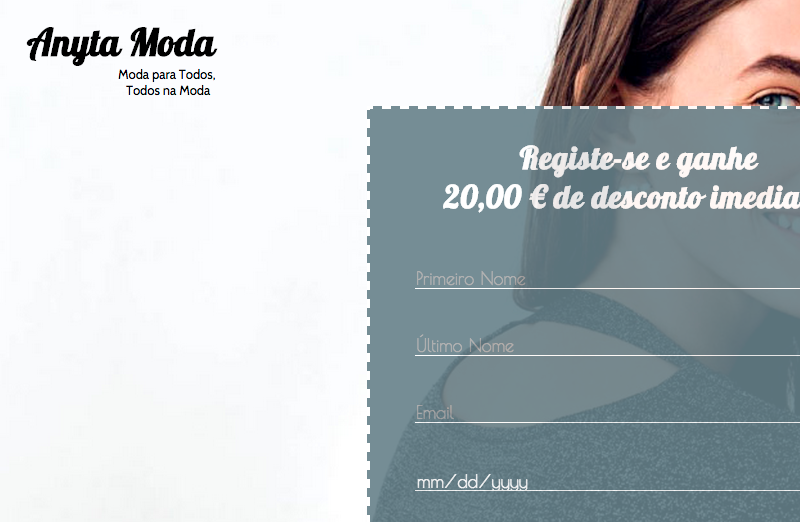 Anyta Moda
Moda para Todos,
Todos na Moda
Registe-se e ganhe
20,00 € de desconto imedia
Primeiro Nome
Último Nome
Email
mm/dd/yyyy